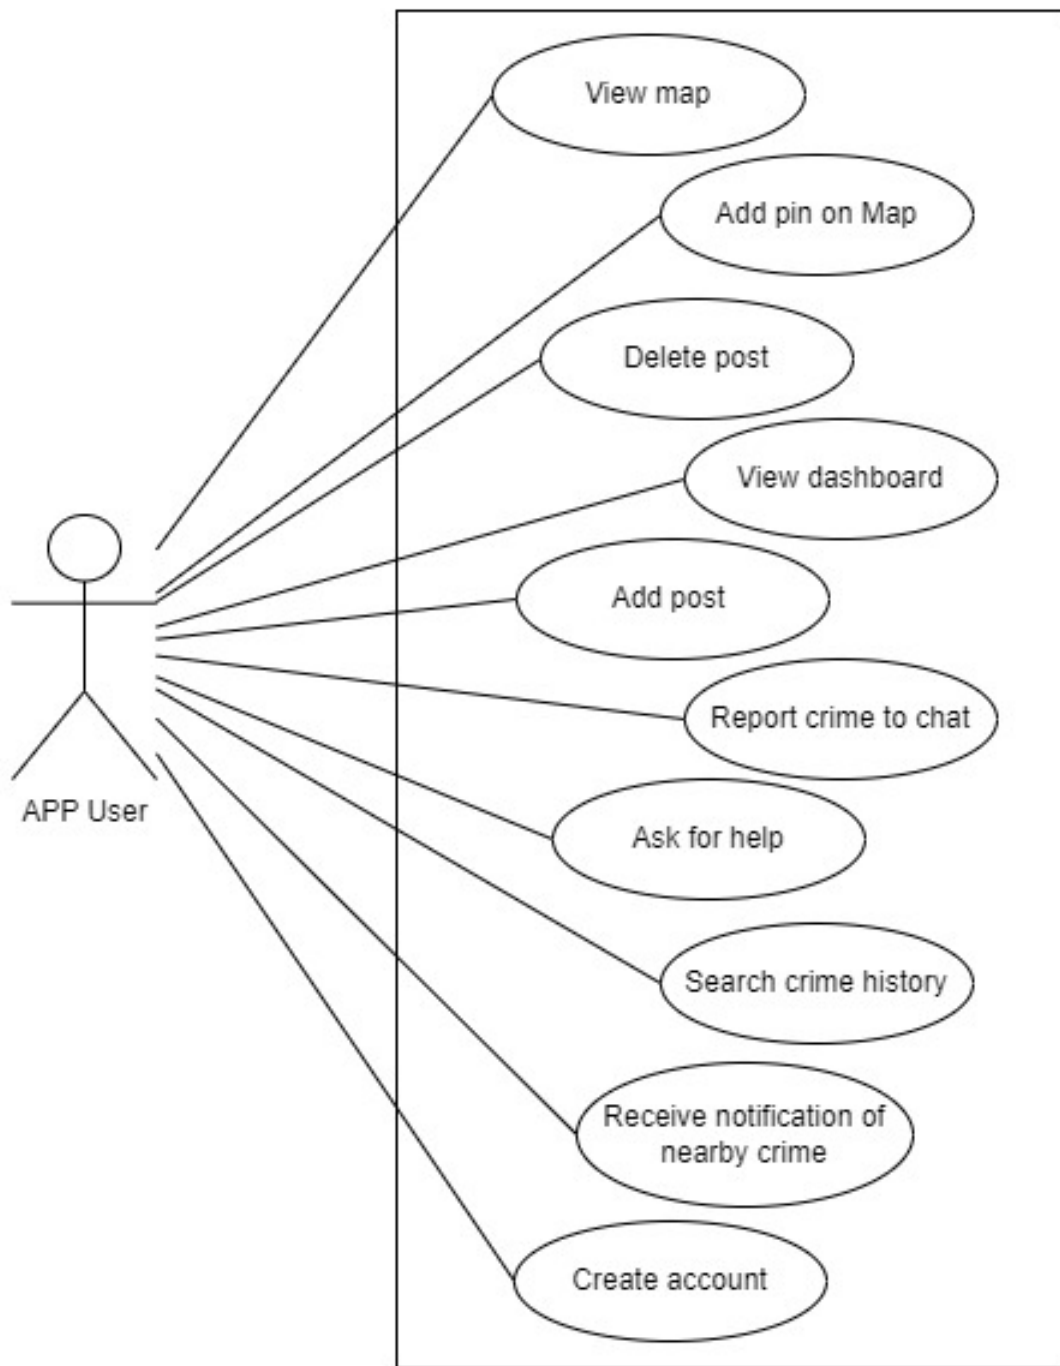 View map
Add pin on Map
Delete post
View dashboard
Add post
Report crime to chat
APP User
Ask for help
Search crime history
Receive notification of
nearby crime
Create account